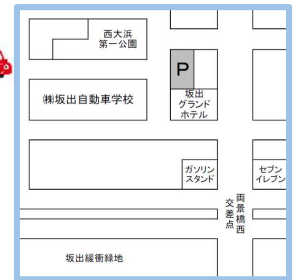 西大浜
第一公園
P
㈱坂出自動車学校
坂出
グランド
ホテル
ガソリン
スタンド
セブン
イレブン
両景橋西
交差点
坂出緩衝緑地